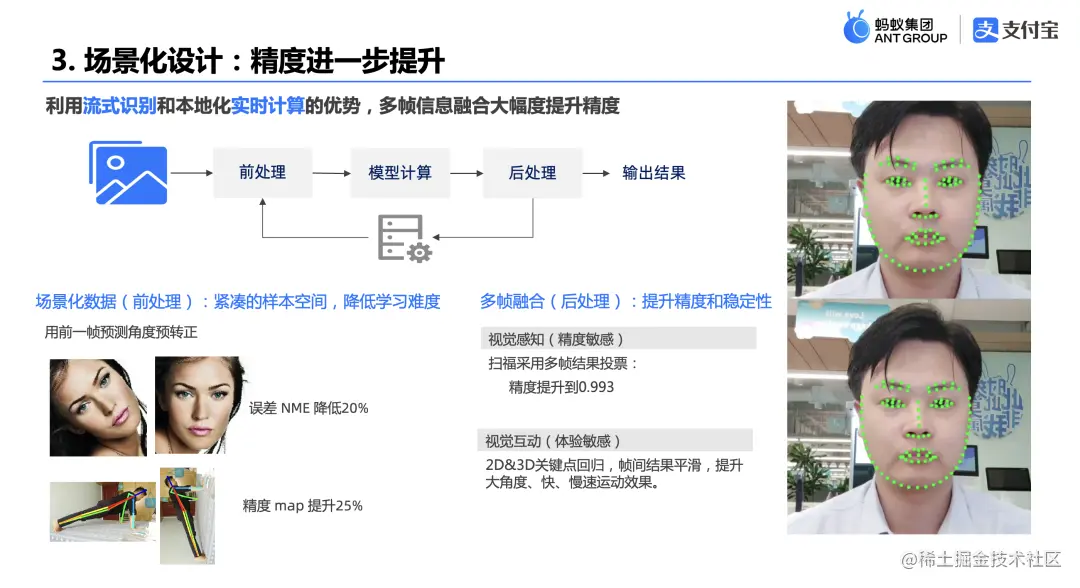 蚂蚁集团
ANT GROUP
支付宝
3. 场景化设计：精度进一步提升
利用流式识别和本地化实时计算的优势，多帧信息融合大幅度提升精度
前处理
模型计算
后处理
输出结果
场景化数据（前处理）：紧凑的样本空间，降低学习难度
用前一帧预测角度预转正
误差 NME 降低20%
精度 map 提升25%
多帧融合（后处理）：提升精度和稳定性
视觉感知（精度敏感）
扫福采用多帧结果投票：
精度提升到0.993
视觉互动（体验敏感）
2D&3D关键点回归，帧间结果平滑，提升
大角度、快、慢速运动效果。
@稀土掘金技术社区